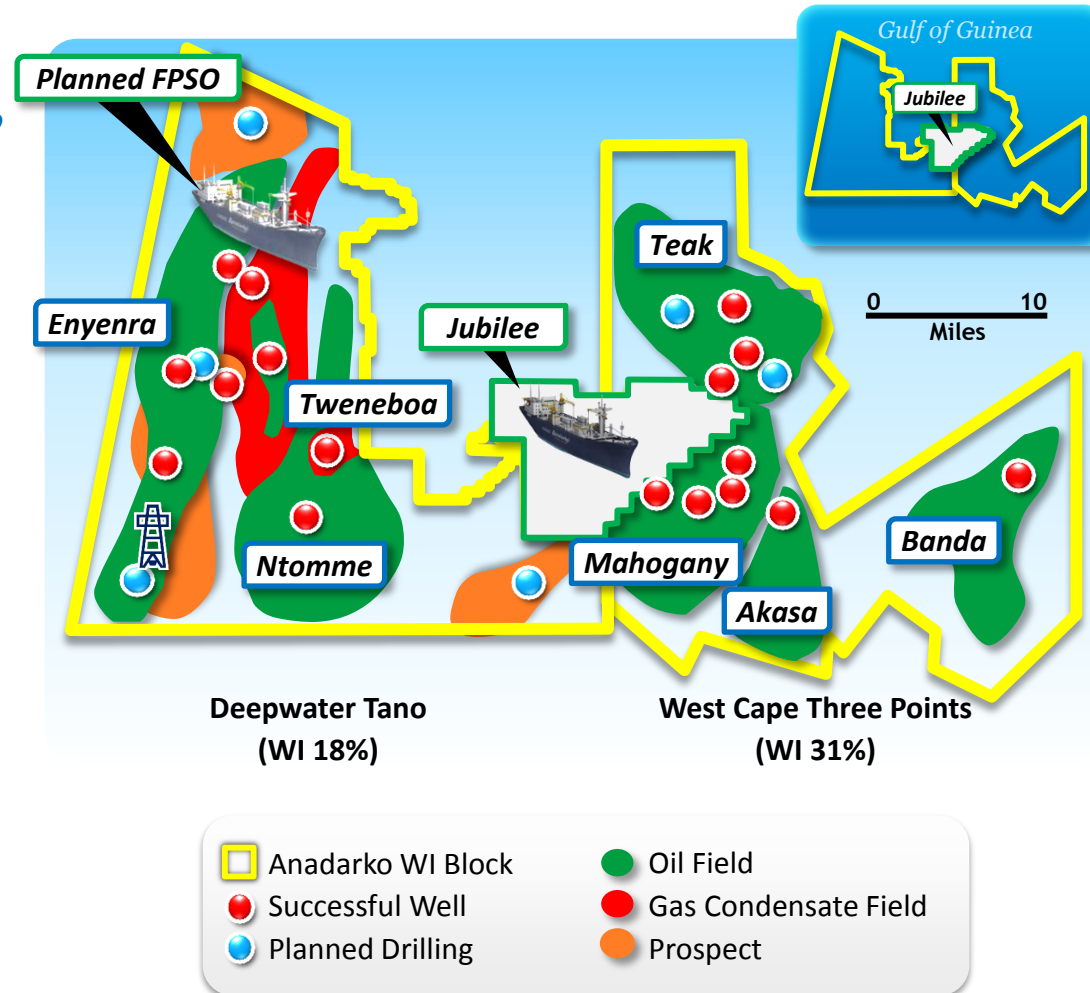 Gulf of Guinea
Jubilee
Planned FPSO
Teak
Enyenra
0 10
Miles
Jubilee
Tweneboa
Banda
Ntomme
Mahogany
Akasa
Deepwater Tano
(WI 18%)
West Cape Three Points
(WI 31%)
Anadarko WI Block
Successful Well
Planned Drilling
Oil Field
Gas Condensate Field
Prospect